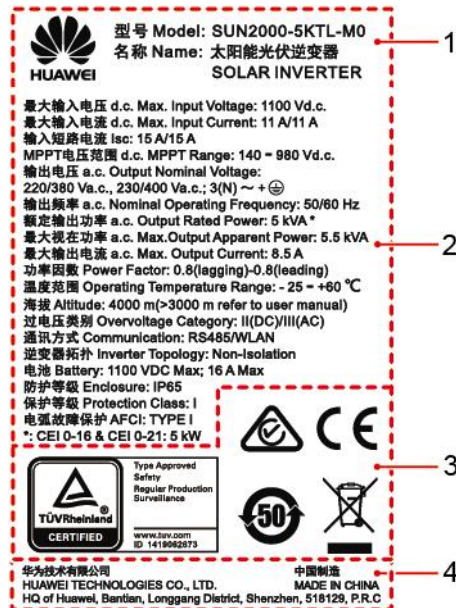 型号 Model: SUN2000-5KTL-M0
名称 Name: 太阳能光伏逆变器
SOLAR INVERTER
HUAWEI
1
最大输入电压 d.c. Max. Input Voltage: 1100 Vd.c.
最大输入电流 d.c. Max. Input Current: 11 A/11 A
输入短路电流 Isc: 15 A/15 A
MPPT电压范围 d.c. MPPT Range: 140 - 980 Vd.c.
输出电压 a.c. Output Nominal Voltage:
220/380 Va.c., 230/400 Va.c.; 3(N) ~ + ⏚
输出频率 a.c. Nominal Operating Frequency: 50/60 Hz
额定输出功率 a.c. Output Rated Power: 5 kVA *
最大视在功率 a.c. Max.Output Apparent Power: 5.5 kVA
2
最大输出电流 a.c. Max. Output Current: 8.5 A
功率因数 Power Factor: 0.8(lagging)-0.8(leading)
温度范围 Operating Temperature Range: - 25 ~ +60 ℃
海拔 Altitude: 4000 m(>3000 m refer to user manual)
过电压类别 Overvoltage Category: II(DC)/III(AC)
通讯方式 Communication: RS485/WLAN
逆变器拓扑 Inverter Topology: Non-Isolation
电池 Battery: 1100 VDC Max; 16 A Max
防护等级 Enclosure: IP65
保护等级 Protection Class: I
电弧故障保护 AFCI: TYPE I
*: CEI 0-16 & CEI 0-21: 5 kW
CE
3
TÜVRheinland
CERTIFIED
Type Approved
Safety
Regular Production
Surveillance
www.tuv.com
ID 1419062673
50
华为技术有限公司
HUAWEI TECHNOLOGIES CO., LTD.
中国制造
MADE IN CHINA
4
HQ of Huawei, Bantian, Longgang District, Shenzhen, 518129, P.R.C